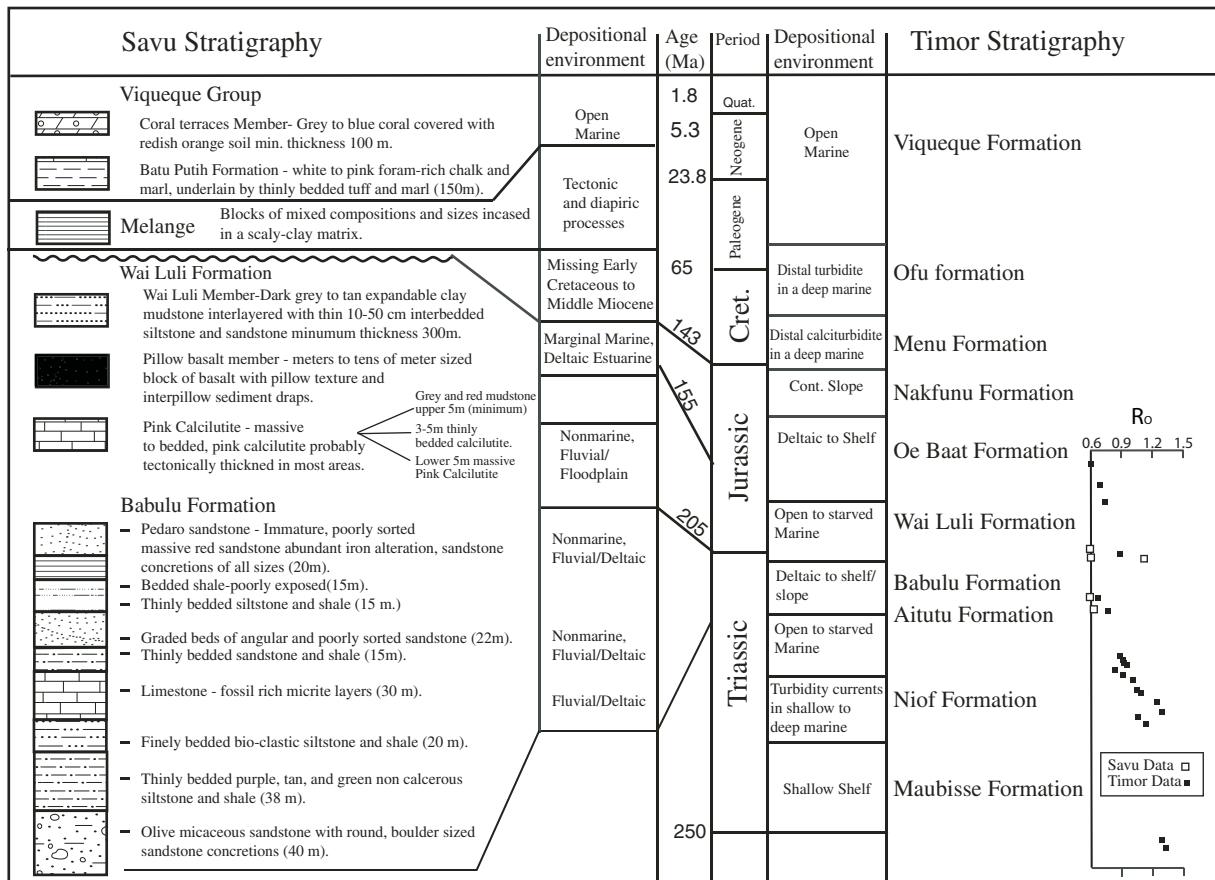 Savu Stratigraphy
Depositional
environment
Age
(Ma)
Period
Depositional
environment
Timor Stratigraphy
Viqueque Group
Coral terraces Member- Grey to blue coral covered with
redish orange soil min. thickness 100 m.
Batu Putih Formation - white to pink foram-rich chalk and
marl, underlain by thinly bedded tuff and marl (150m).
Melange
Blocks of mixed compositions and sizes incased
in a scaly-clay matrix.
Wai Luli Formation
Wai Luli Member-Dark grey to tan expandable clay
mudstone interlayered with thin 10-50 cm interbedded
siltstone and sandstone minumum thickness 300m.
Pillow basalt member - meters to tens of meter sized
block of basalt with pillow texture and
interpillow sediment draps.
Pink Calcilutite - massive
to bedded, pink calcilutite probably
tectonically thickned in most areas.
Grey and red mudstone
upper 5m (minimum)
3-5m thinly
bedded calcilutite.
Lower 5m massive
Pink Calcilutite
Babulu Formation
Pedaro sandstone - Immature, poorly sorted
massive red sandstone abundant iron alteration, sandstone
concretions of all sizes (20m).
Bedded shale-poorly exposed(15m).
Thinly bedded siltstone and shale (15 m.)
Graded beds of angular and poorly sorted sandstone (22m).
Thinly bedded sandstone and shale (15m).
Limestone - fossil rich micrite layers (30 m).
Finely bedded bio-clastic siltstone and shale (20 m).
Thinly bedded purple, tan, and green non calcerous
siltstone and shale (38 m).
Olive micaceous sandstone with round, boulder sized
sandstone concretions (40 m).
Open
Marine
Tectonic
and diapiric
processes
Missing Early
Cretaceous to
Middle Miocene
Marginal Marine,
Deltaic Estuarine
Nonmarine,
Fluvial/
Floodplain
Nonmarine,
Fluvial/Deltaic
Nonmarine,
Fluvial/Deltaic
Fluvial/Deltaic
1.8
5.3
23.8
65
143
155
205
250
Quat.
Neogene
Paleogene
Cret.
Jurassic
Triassic
Open
Marine
Distal turbidite
in a deep marine
Distal calciturbidite
in a deep marine
Cont. Slope
Deltaic to Shelf
Open to starved
Marine
Deltaic to shelf/
slope
Open to starved
Marine
Turbidity currents
in shallow to
deep marine
Shallow Shelf
Viqueque Formation
Ofu formation
Menu Formation
Nakfunu Formation
Oe Baat Formation
Wai Luli Formation
Babulu Formation
Aitutu Formation
Niof Formation
Maubisse Formation
Ro
0.6 0.9 1.2 1.5
Savu Data
Timor Data